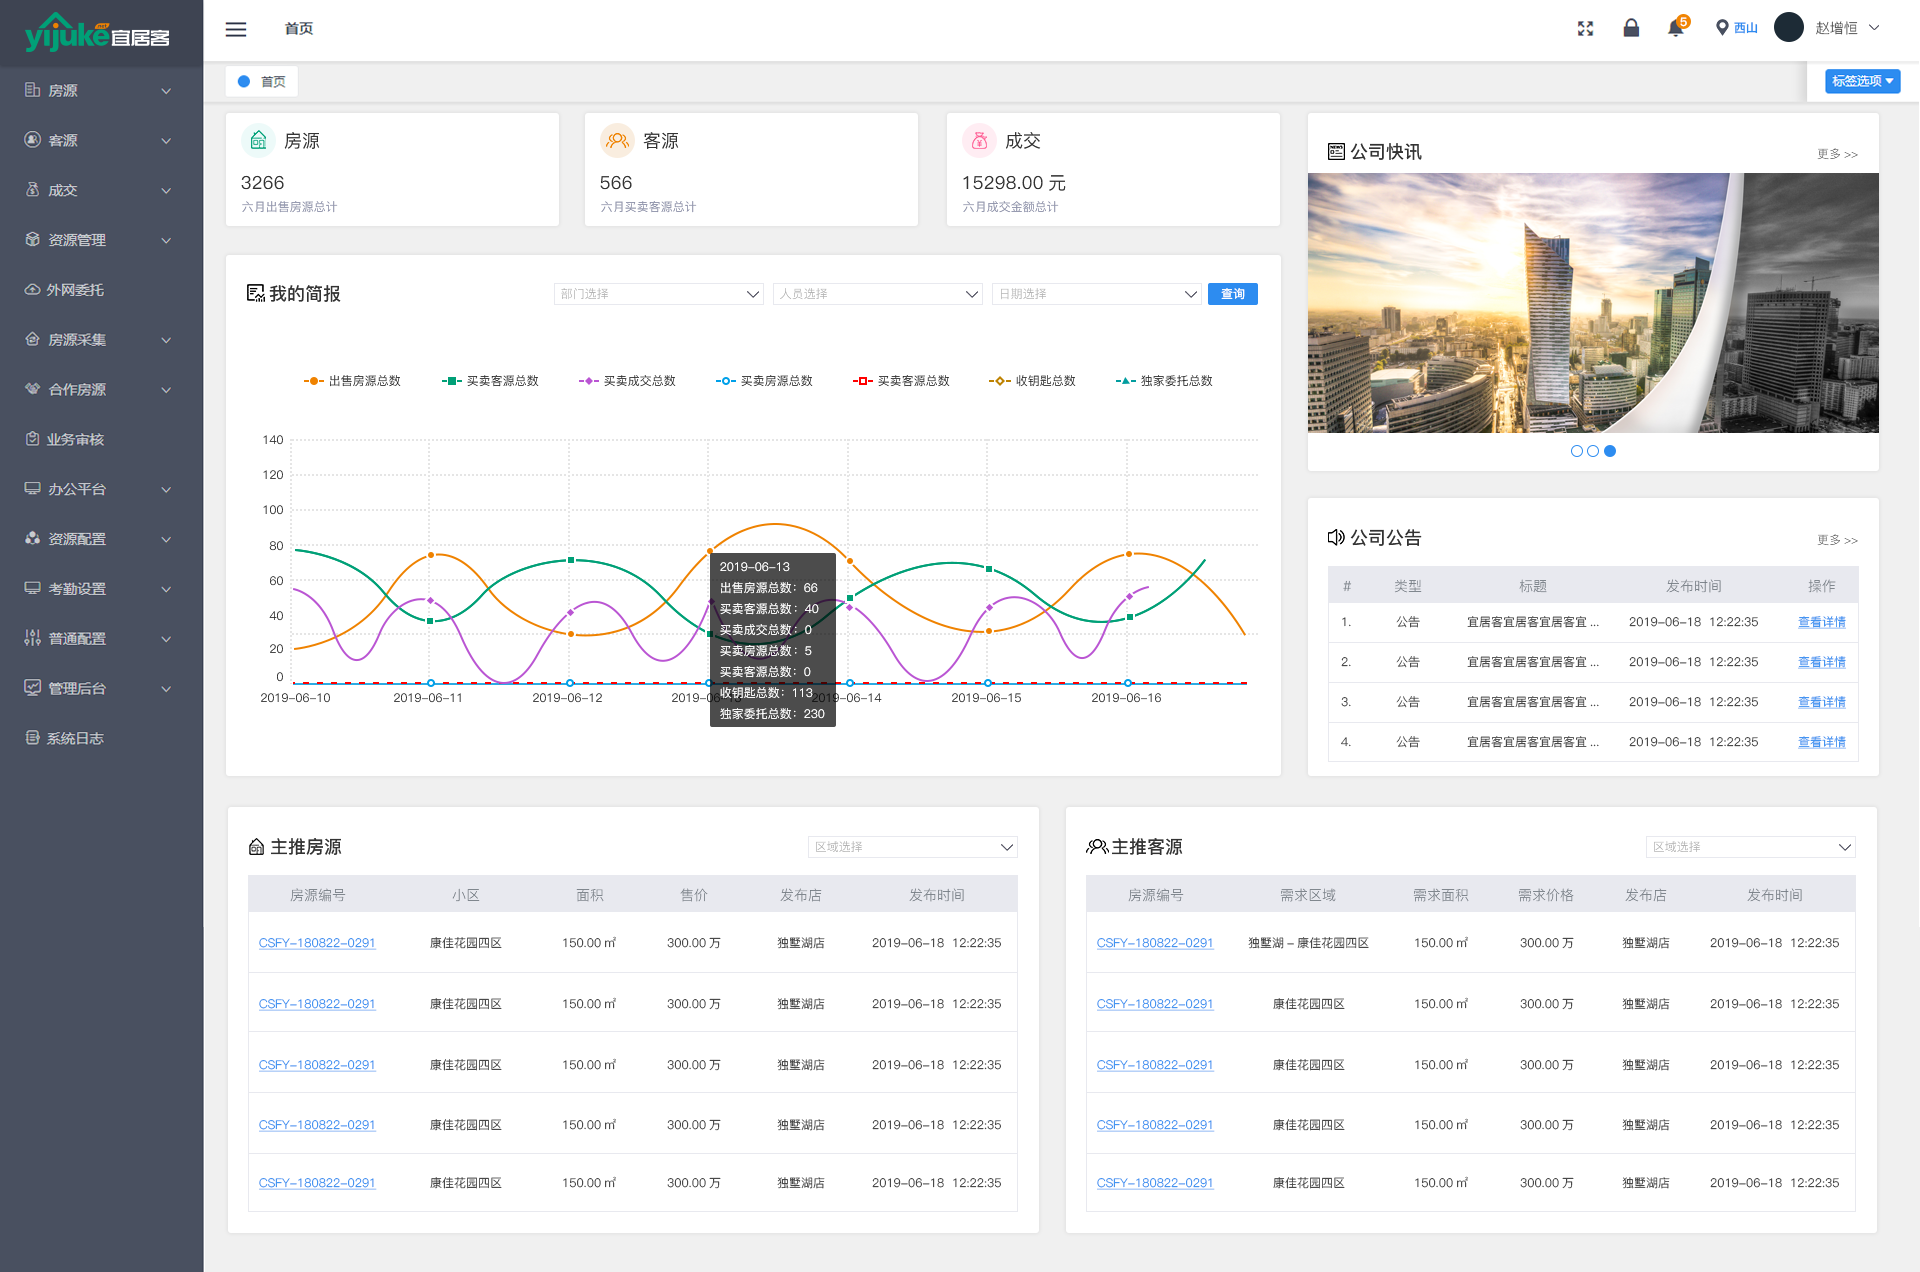 yijuke宜居客
首页
5
西山
赵增恒
首页
标签选项
房源
客源
成交
资源管理
外网委托
房源采集
合作房源
业务审核
办公平台
资源配置
考勤设置
普通配置
管理后台
系统日志
房源
3266
六月出售房源总计
客源
566
六月买卖客源总计
成交
15298.00 元
六月成交金额总计
公司快讯
更多 >>
我的简报
部门选择
人员选择
日期选择
查询
出售房源总数
买卖客源总数
买卖成交总数
买卖房源总数
买卖客源总数
收钥匙总数
独家委托总数
140
120
100
80
60
40
20
0
2019-06-10
2019-06-11
2019-06-12
2019-06-14
2019-06-15
2019-06-16
2019-06-13
出售房源总数：66
买卖客源总数：40
买卖成交总数：0
买卖房源总数：5
买卖客源总数：0
收钥匙总数：113
独家委托总数：230
公司公告
更多 >>
# 类型 标题 发布时间 操作
1. 公告 宜居客宜居客宜居客宜 ... 2019-06-18 12:22:35 查看详情
2. 公告 宜居客宜居客宜居客宜 ... 2019-06-18 12:22:35 查看详情
3. 公告 宜居客宜居客宜居客宜 ... 2019-06-18 12:22:35 查看详情
4. 公告 宜居客宜居客宜居客宜 ... 2019-06-18 12:22:35 查看详情
主推房源
区域选择
房源编号 小区 面积 售价 发布店 发布时间
CSFY-180822-0291 康佳花园四区 150.00 ㎡ 300.00 万 独墅湖店 2019-06-18 12:22:35
CSFY-180822-0291 康佳花园四区 150.00 ㎡ 300.00 万 独墅湖店 2019-06-18 12:22:35
CSFY-180822-0291 康佳花园四区 150.00 ㎡ 300.00 万 独墅湖店 2019-06-18 12:22:35
CSFY-180822-0291 康佳花园四区 150.00 ㎡ 300.00 万 独墅湖店 2019-06-18 12:22:35
CSFY-180822-0291 康佳花园四区 150.00 ㎡ 300.00 万 独墅湖店 2019-06-18 12:22:35
主推客源
区域选择
房源编号 需求区域 需求面积 需求价格 发布店 发布时间
CSFY-180822-0291 独墅湖 - 康佳花园四区 150.00 ㎡ 300.00 万 独墅湖店 2019-06-18 12:22:35
CSFY-180822-0291 康佳花园四区 150.00 ㎡ 300.00 万 独墅湖店 2019-06-18 12:22:35
CSFY-180822-0291 康佳花园四区 150.00 ㎡ 300.00 万 独墅湖店 2019-06-18 12:22:35
CSFY-180822-0291 康佳花园四区 150.00 ㎡ 300.00 万 独墅湖店 2019-06-18 12:22:35
CSFY-180822-0291 康佳花园四区 150.00 ㎡ 300.00 万 独墅湖店 2019-06-18 12:22:35